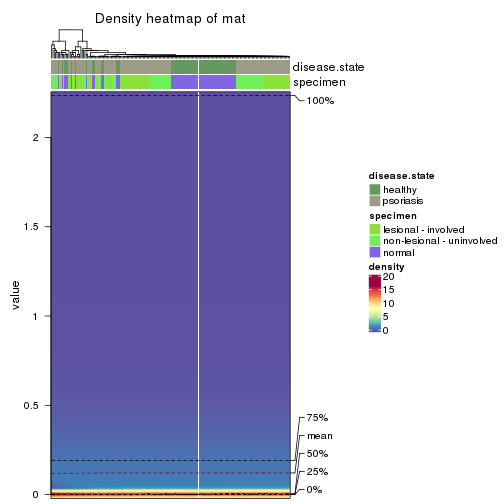 Density heatmap of mat
disease.state
specimen
100%
2
1.5
1
0.5
0
value
75%
mean
50%
25%
0%
disease.state
healthy
psoriasis
specimen
lesional - involved
non-lesional - uninvolved
normal
density
20
15
10
5
0